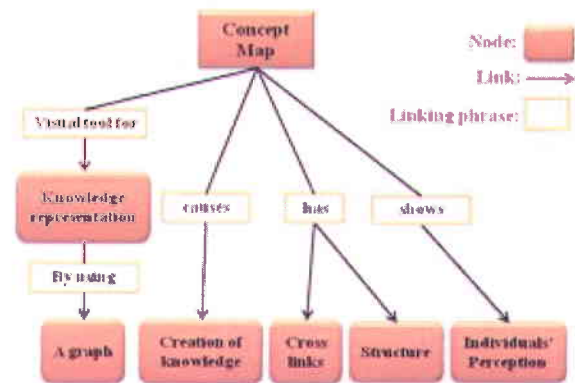 Concept
Map
Node:
Link:
Linking phrase:
Visual tool for
Knowledge
representation
causes
has
shows
By using
A graph
Creation of
knowledge
Cross
links
Structure
Individuals'
Perception